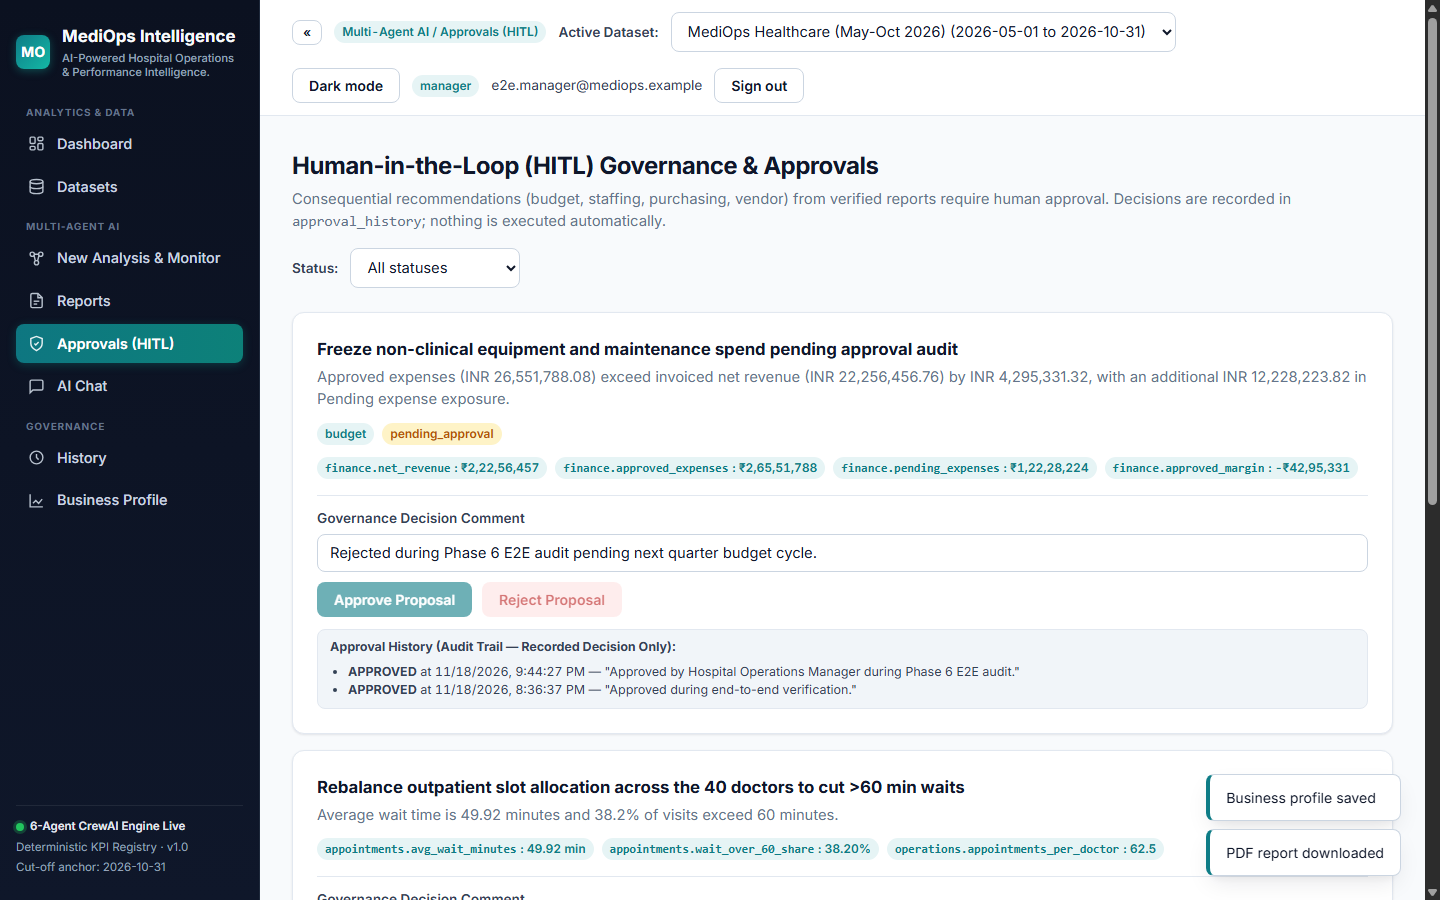 MO
MediOps Intelligence
AI-Powered Hospital Operations
& Performance Intelligence.
ANALYTICS & DATA
Dashboard
Datasets
MULTI-AGENT AI
New Analysis & Monitor
Reports
Approvals (HITL)
AI Chat
GOVERNANCE
History
Business Profile
6-Agent CrewAI Engine Live
Deterministic KPI Registry · v1.0
Cut-off anchor: 2026-10-31
«
Multi-Agent AI / Approvals (HITL)
Active Dataset:
MediOps Healthcare (May-Oct 2026) (2026-05-01 to 2026-10-31)
Dark mode
manager
e2e.manager@mediops.example
Sign out
Human-in-the-Loop (HITL) Governance & Approvals
Consequential recommendations (budget, staffing, purchasing, vendor) from verified reports require human approval. Decisions are recorded in
approval_history; nothing is executed automatically.
Status:
All statuses
Freeze non-clinical equipment and maintenance spend pending approval audit
Approved expenses (INR 26,551,788.08) exceed invoiced net revenue (INR 22,256,456.76) by INR 4,295,331.32, with an additional INR 12,228,223.82 in
Pending expense exposure.
budget
pending_approval
finance.net_revenue : ₹2,22,56,457
finance.approved_expenses : ₹2,65,51,788
finance.pending_expenses : ₹1,22,28,224
finance.approved_margin : -₹42,95,331
Governance Decision Comment
Rejected during Phase 6 E2E audit pending next quarter budget cycle.
Approve Proposal
Reject Proposal
Approval History (Audit Trail — Recorded Decision Only):
• APPROVED at 11/18/2026, 9:44:27 PM — "Approved by Hospital Operations Manager during Phase 6 E2E audit."
• APPROVED at 11/18/2026, 8:36:37 PM — "Approved during end-to-end verification."
Rebalance outpatient slot allocation across the 40 doctors to cut >60 min waits
Average wait time is 49.92 minutes and 38.2% of visits exceed 60 minutes.
appointments.avg_wait_minutes : 49.92 min
appointments.wait_over_60_share : 38.20%
operations.appointments_per_doctor : 62.5
Governance Decision Comment
Business profile saved
PDF report downloaded